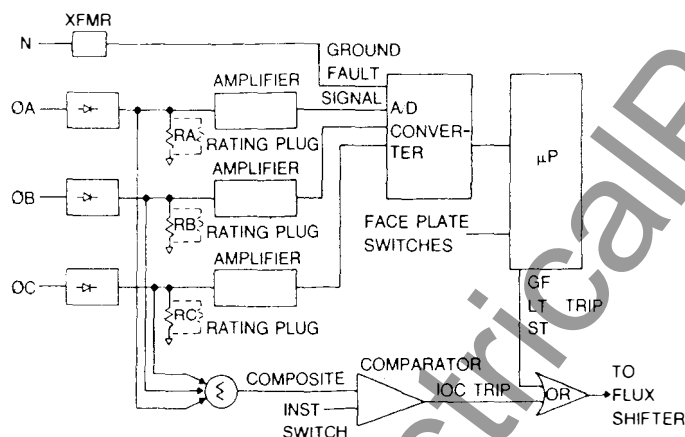 XFMR
N
GROUND
FAULT
SIGNAL
ØA
AMPLIFIER
A/D
CONVER-
TER
RA
RATING PLUG
µP
ØB
AMPLIFIER
RB
RATING PLUG
FACE PLATE
SWITCHES
ØC
AMPLIFIER
RC
RATING PLUG
GF
LT TRIP
ST
Σ
COMPOSITE
COMPARATOR
IOC TRIP
INST
SWITCH
OR
TO
FLUX
SHIFTER